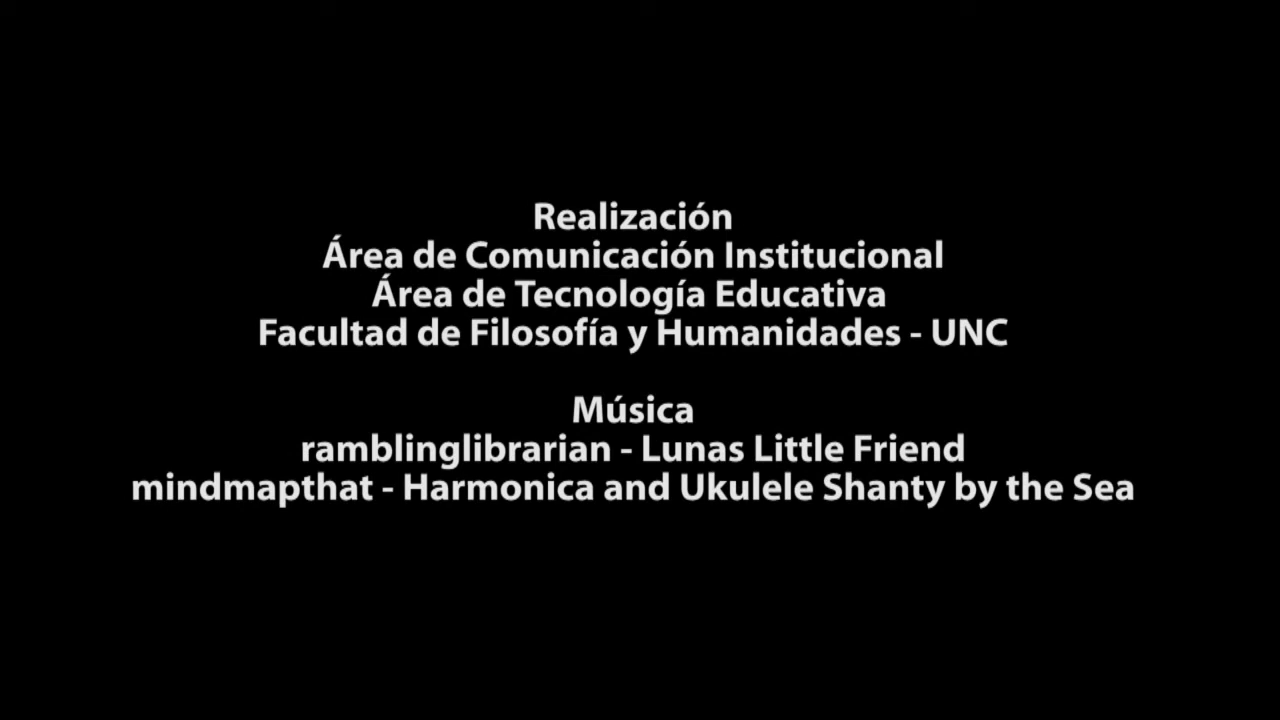 Realización
Área de Comunicación Institucional
Área de Tecnología Educativa
Facultad de Filosofía y Humanidades - UNC
Música
ramblinglibrarian - Lunas Little Friend
mindmapthat - Harmonica and Ukulele Shanty by the Sea